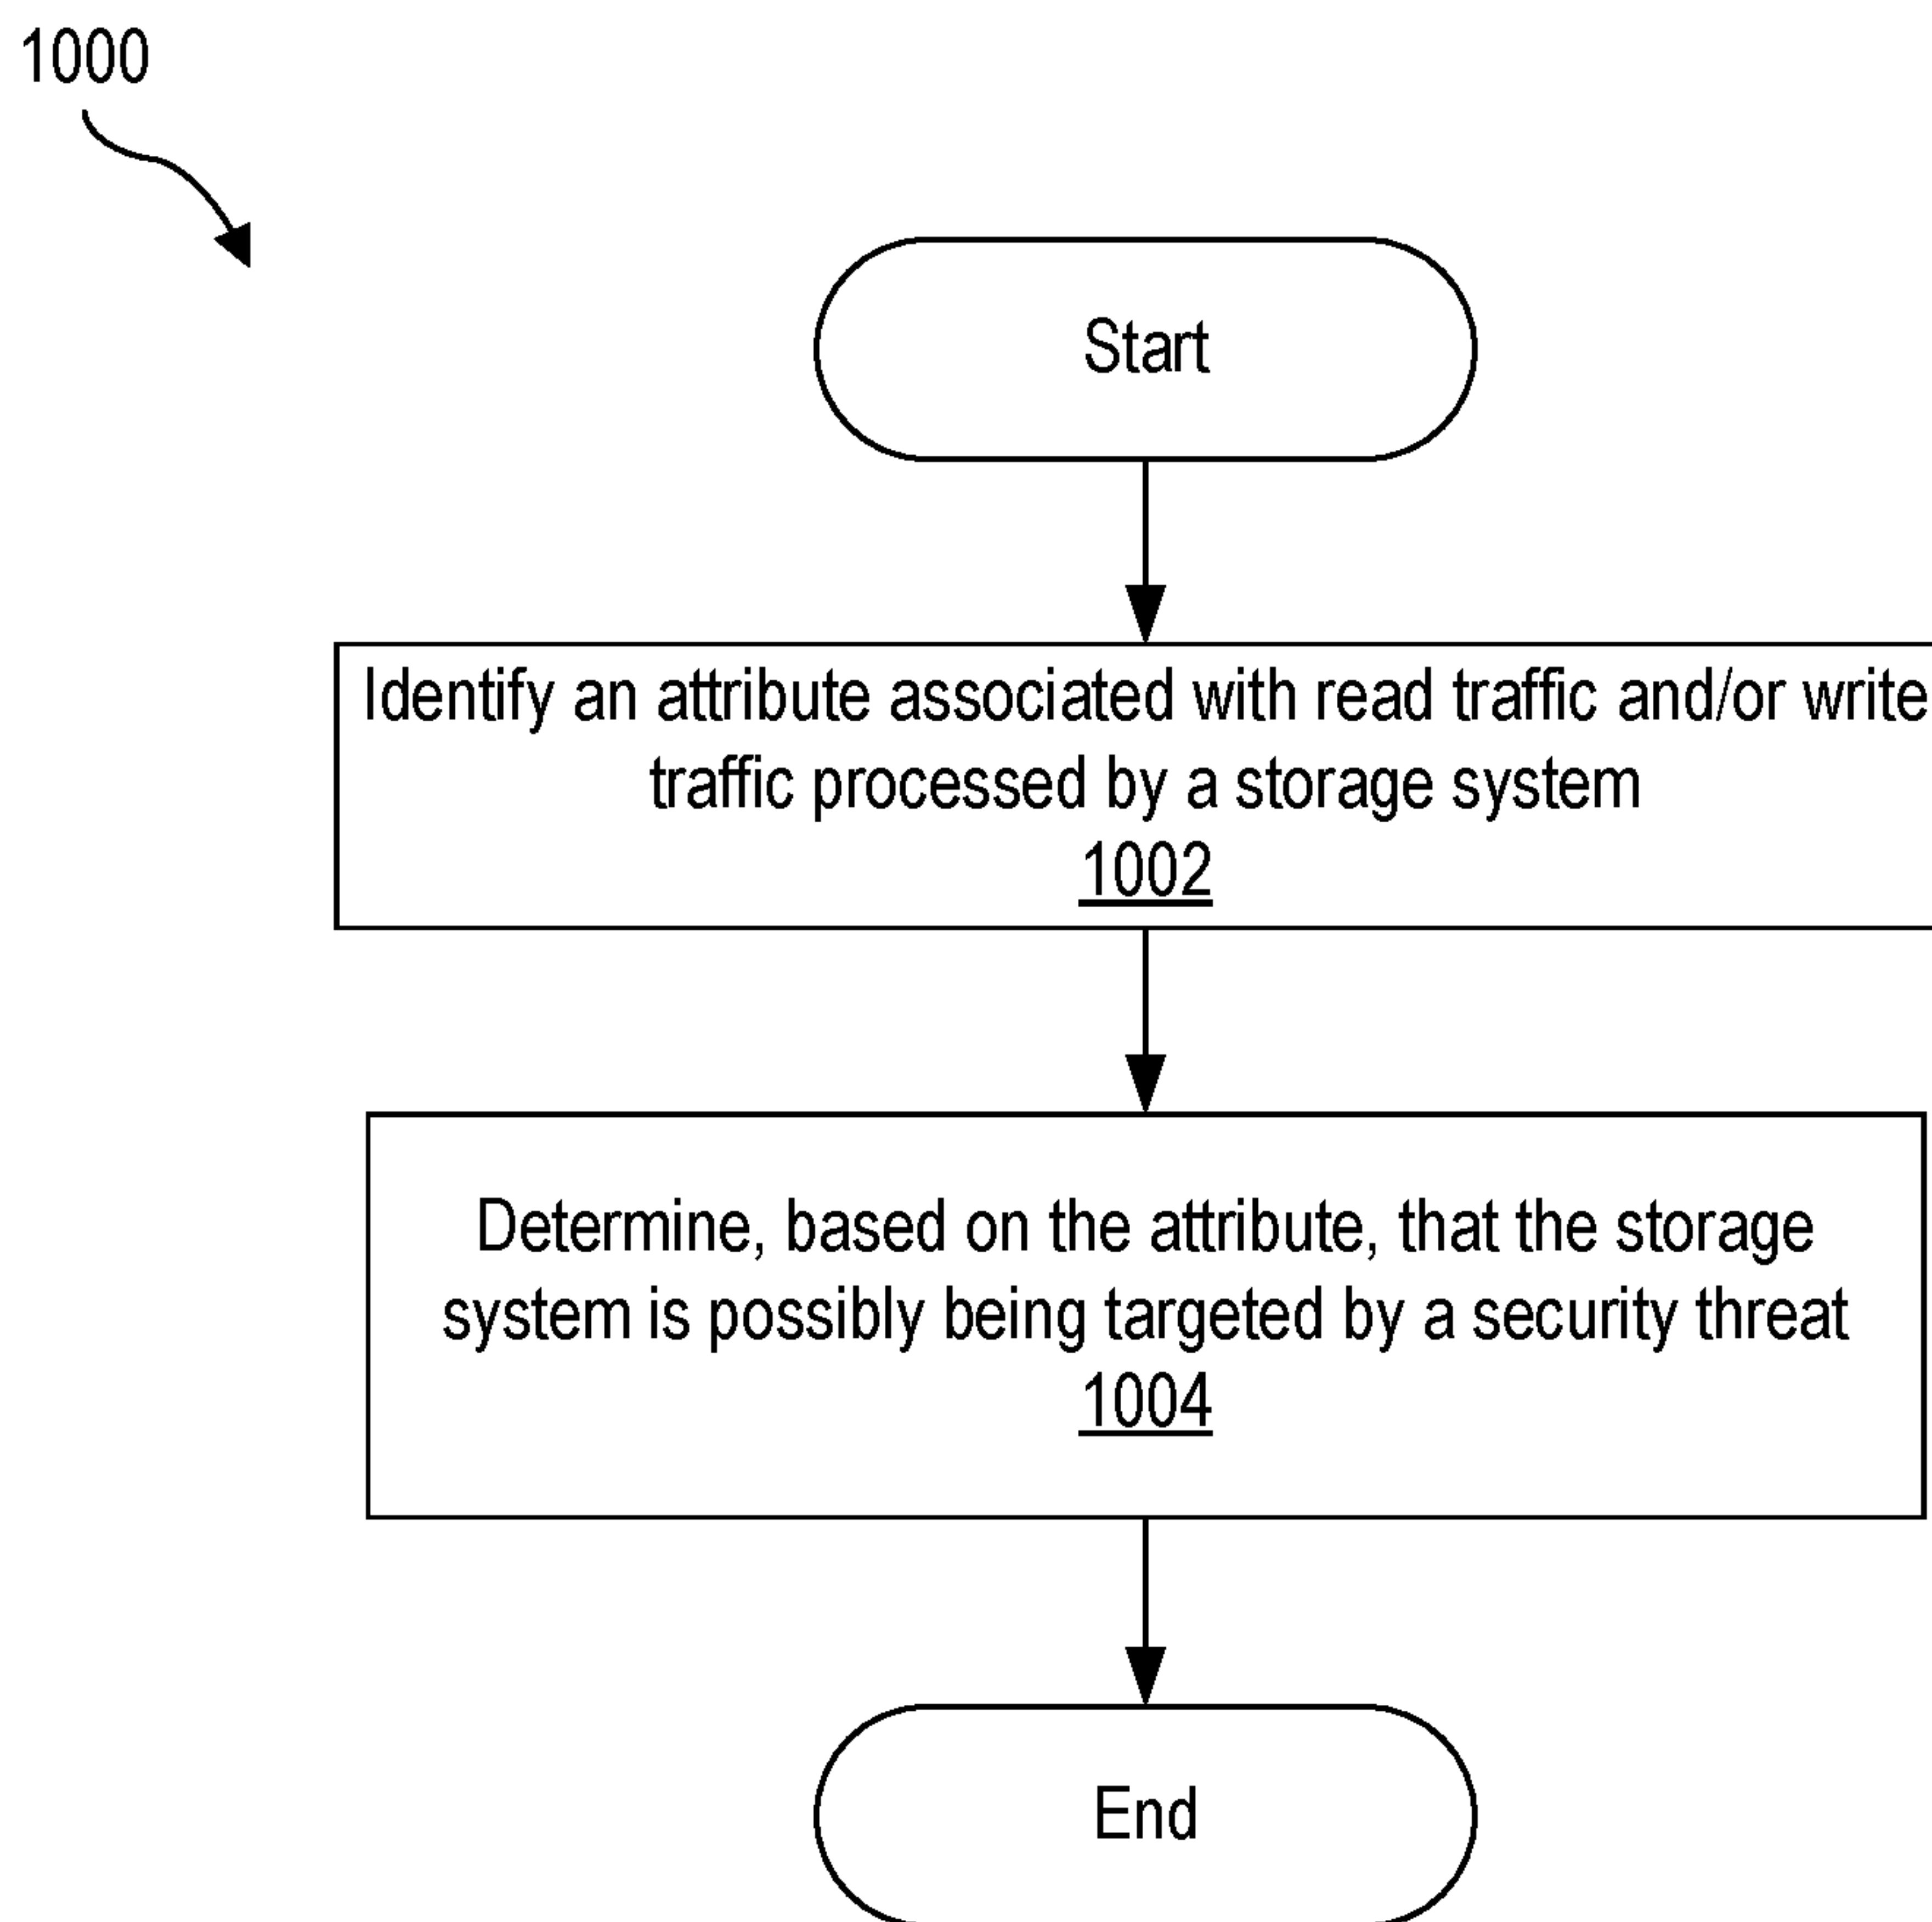 1000
Start
Identify an attribute associated with read traffic and/or write
traffic processed by a storage system
1002
Determine, based on the attribute, that the storage
system is possibly being targeted by a security threat
1004
End